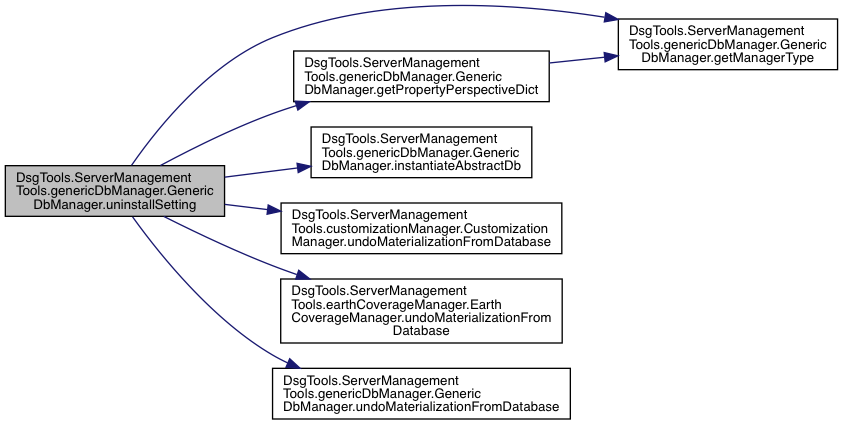 DsgTools.ServerManagement
Tools.genericDbManager.Generic
DbManager.uninstallSetting
DsgTools.ServerManagement
Tools.genericDbManager.Generic
DbManager.getPropertyPerspectiveDict
DsgTools.ServerManagement
Tools.genericDbManager.Generic
DbManager.getManagerType
DsgTools.ServerManagement
Tools.genericDbManager.Generic
DbManager.instantiateAbstractDb
DsgTools.ServerManagement
Tools.customizationManager.Customization
Manager.undoMaterializationFromDatabase
DsgTools.ServerManagement
Tools.earthCoverageManager.Earth
CoverageManager.undoMaterializationFrom
Database
DsgTools.ServerManagement
Tools.genericDbManager.Generic
DbManager.undoMaterializationFromDatabase